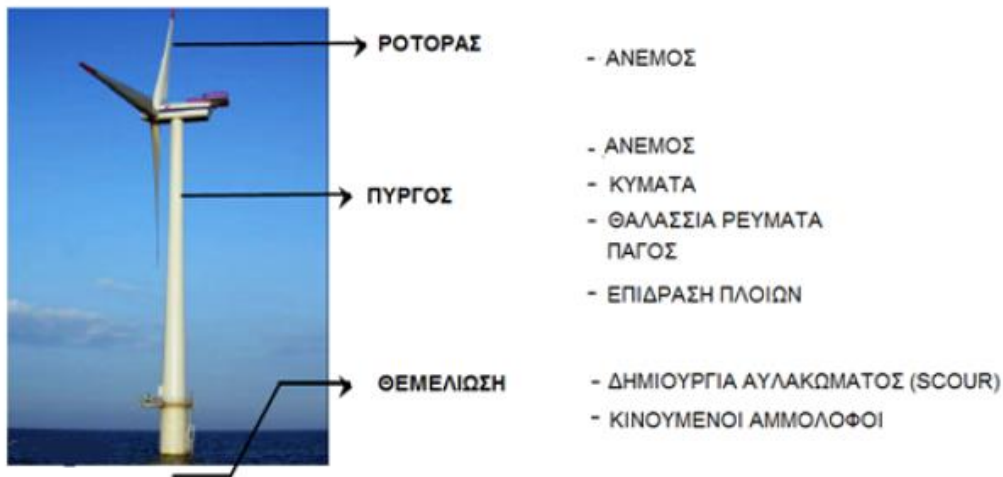 ΡΟΤΟΡΑΣ
- ΑΝΕΜΟΣ
ΠΥΡΓΟΣ
- ΑΝΕΜΟΣ
- ΚΥΜΑΤΑ
- ΘΑΛΑΣΣΙΑ ΡΕΥΜΑΤΑ
ΠΑΓΟΣ
- ΕΠΙΔΡΑΣΗ ΠΛΟΙΩΝ
ΘΕΜΕΛΙΩΣΗ
- ΔΗΜΙΟΥΡΓΙΑ ΑΥΛΑΚΩΜΑΤΟΣ (SCOUR)
- ΚΙΝΟΥΜΕΝΟΙ ΑΜΜΟΛΟΦΟΙ